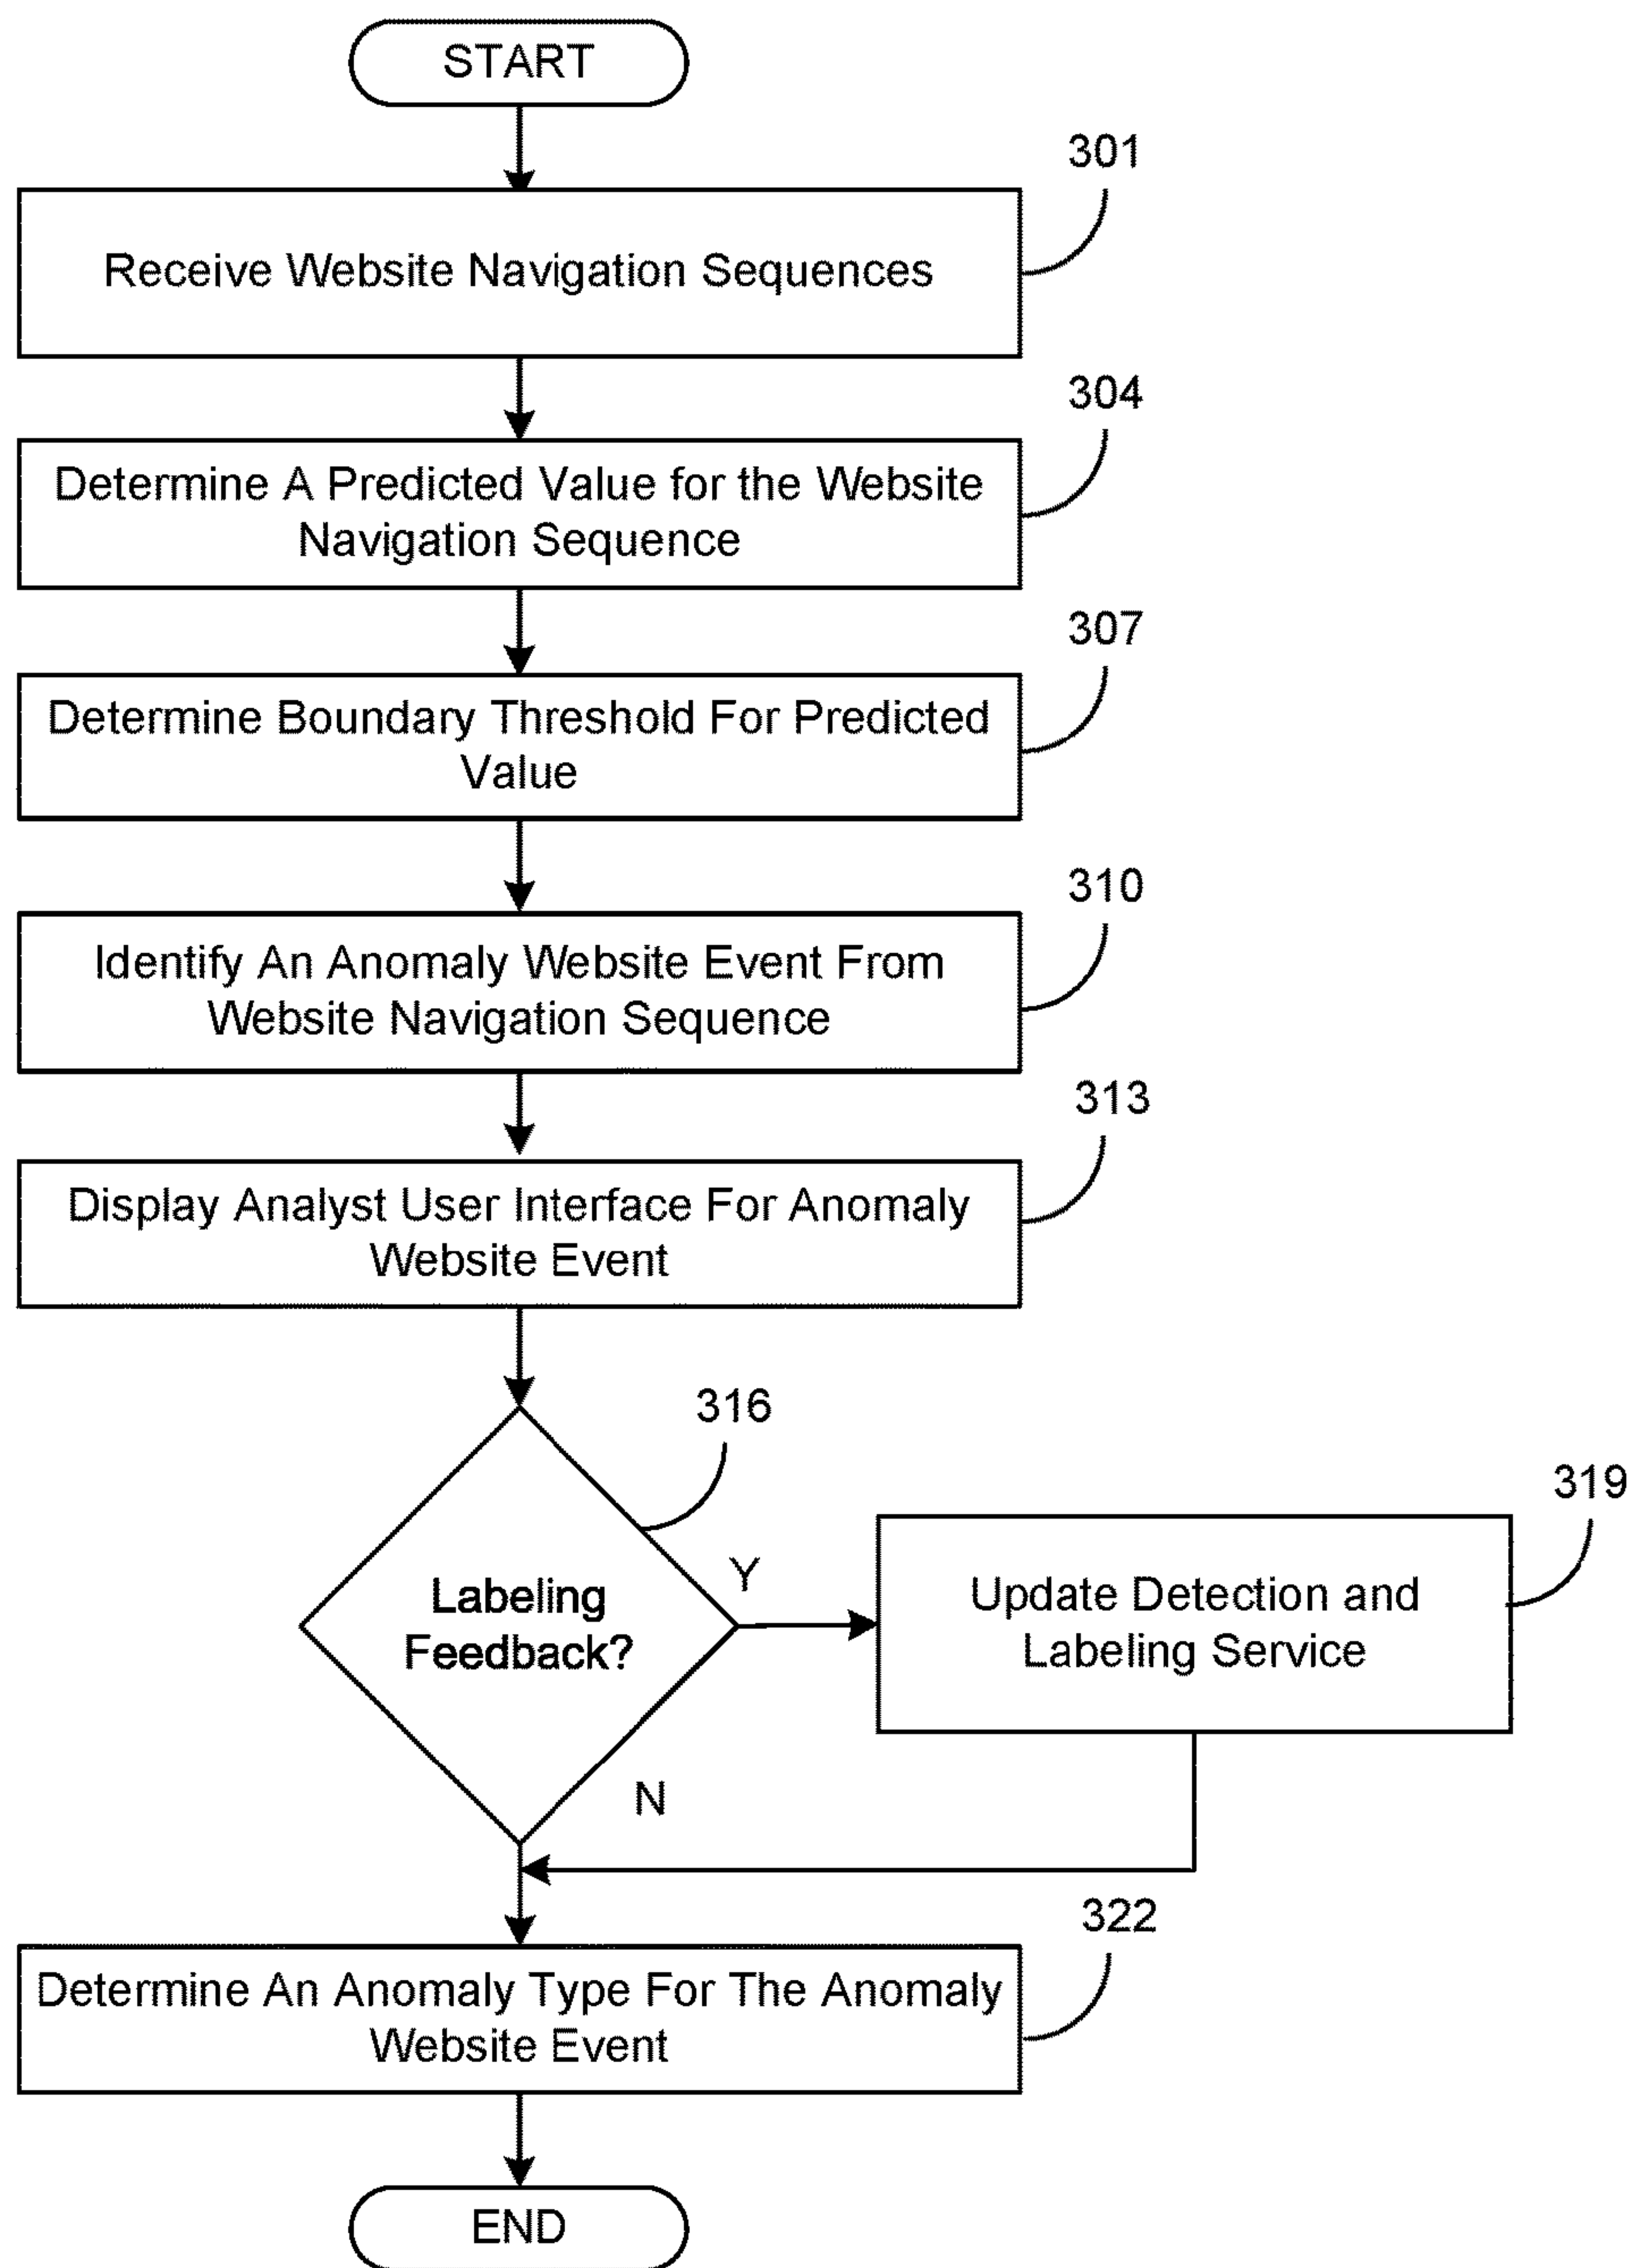 START
301
Receive Website Navigation Sequences
304
Determine A Predicted Value for the Website
Navigation Sequence
307
Determine Boundary Threshold For Predicted
Value
310
Identify An Anomaly Website Event From
Website Navigation Sequence
313
Display Analyst User Interface For Anomaly
Website Event
316
Labeling
Feedback?
Y
319
Update Detection and
Labeling Service
N
322
Determine An Anomaly Type For The Anomaly
Website Event
END